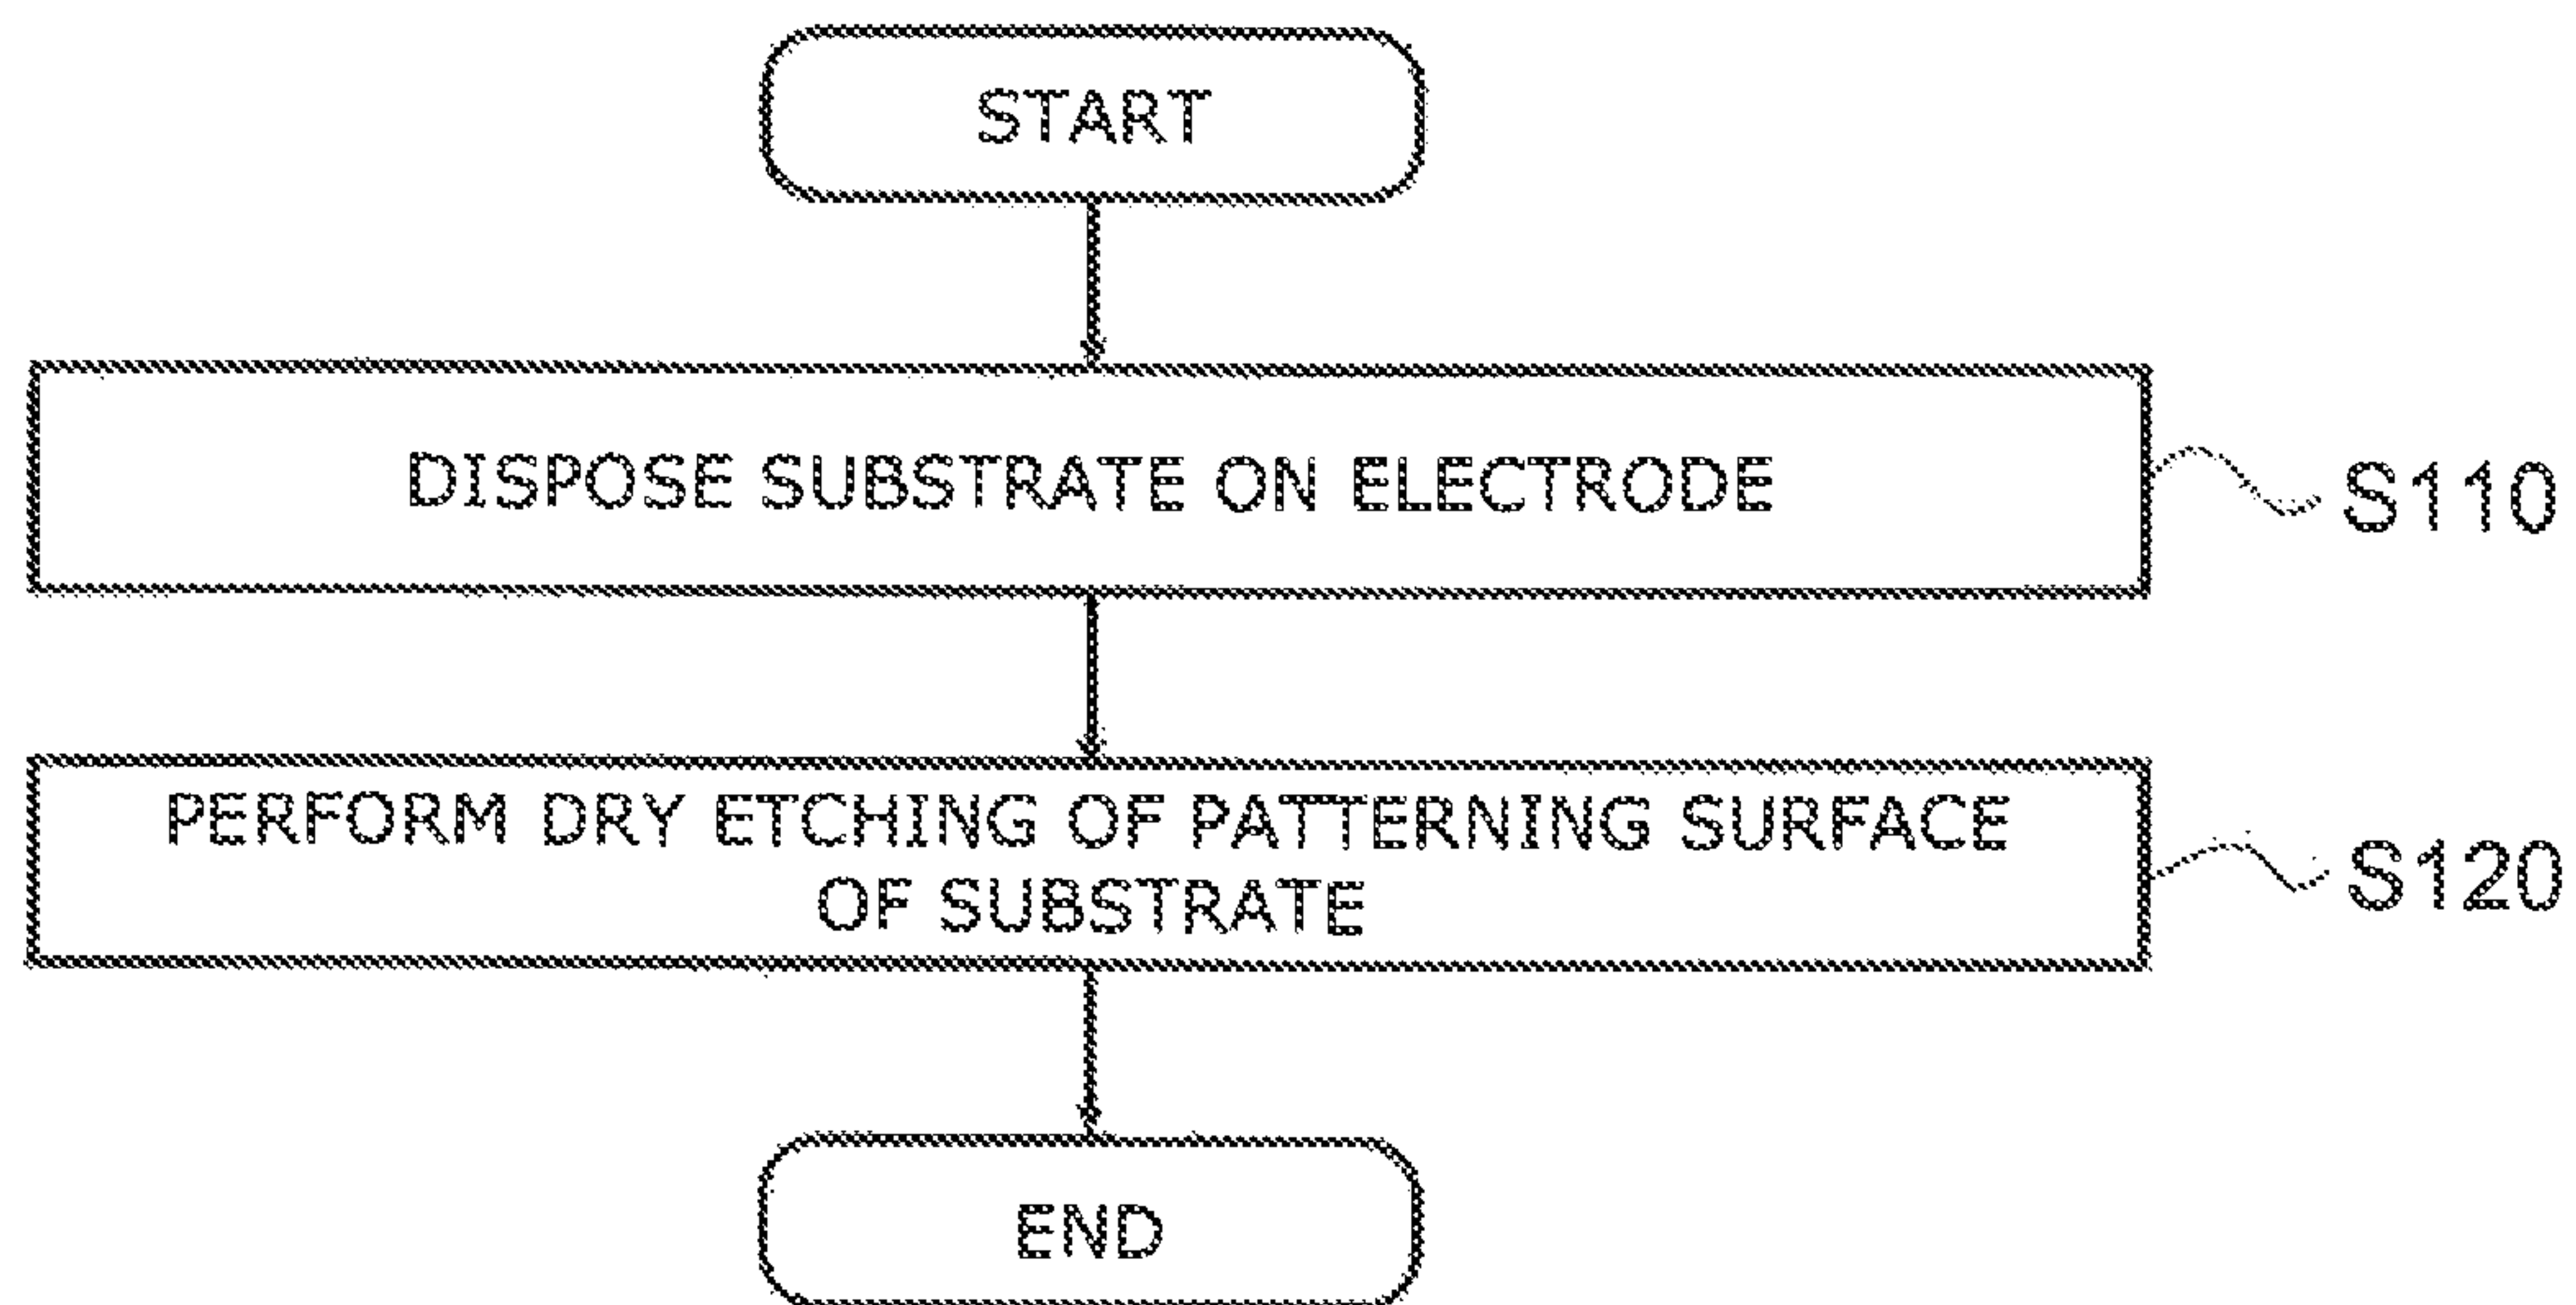 START
DISPOSE SUBSTRATE ON ELECTRODE
S110
PERFORM DRY ETCHING OF PATTERNING SURFACE
OF SUBSTRATE
S120
END